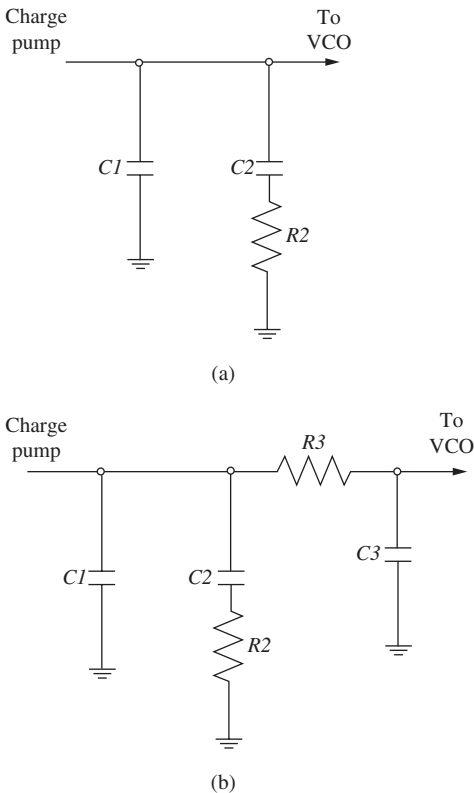 Charge
pump
To
VCO
C1
C2
R2
(a)
Charge
pump
To
VCO
R3
C1
C2
C3
R2
(b)